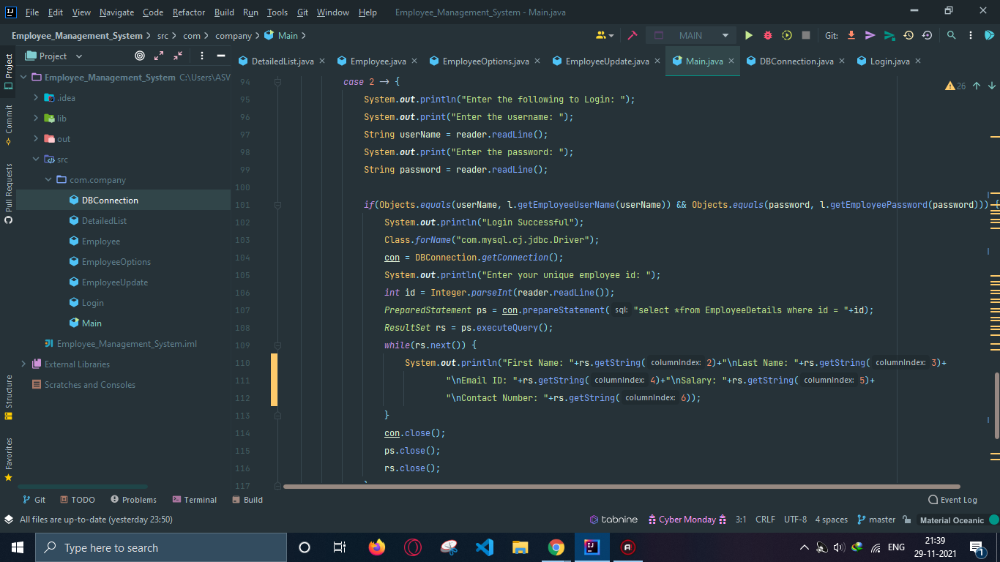 File Edit View Navigate Code Refactor Build Run Tools Git Window Help Employee_Management_System - Main.java
Employee_Management_System > src > com > company > Main > MAIN Git:
Project DetailedList.java Employee.java EmployeeOptions.java EmployeeUpdate.java Main.java DBConnection.java Login.java
Employee_Management_System C:\Users\ASV
.idea
lib
out
src
com.company
DBConnection
DetailedList
Employee
EmployeeOptions
EmployeeUpdate
Login
Main
Employee_Management_System.iml
External Libraries
Scratches and Consoles
Project
Commit
Pull Requests
Structure
Favorites
26
94 case 2 -> {
95 System.out.println("Enter the following to Login: ");
96 System.out.print("Enter the username: ");
97 String userName = reader.readLine();
98 System.out.print("Enter the password: ");
99 String password = reader.readLine();
100
101 if(Objects.equals(userName, l.getEmployeeUserName(userName)) && Objects.equals(password, l.getEmployeePassword(password))) {
102 System.out.println("Login Successful");
103 Class.forName("com.mysql.cj.jdbc.Driver");
104 con = DBConnection.getConnection();
105 System.out.println("Enter your unique employee id: ");
106 int id = Integer.parseInt(reader.readLine());
107 PreparedStatement ps = con.prepareStatement( sql: "select *from EmployeeDetails where id = "+id);
108 ResultSet rs = ps.executeQuery();
109 while(rs.next()) {
110 System.out.println("First Name: "+rs.getString( columnIndex: 2)+"\nLast Name: "+rs.getString( columnIndex: 3)+
111 "\nEmail ID: "+rs.getString( columnIndex: 4)+"\nSalary: "+rs.getString( columnIndex: 5)+
112 "\nContact Number: "+rs.getString( columnIndex: 6));
113 }
114 con.close();
115 ps.close();
116 rs.close();
117
Git TODO Problems Terminal Build Event Log
All files are up-to-date (yesterday 23:50) tabnine Cyber Monday 3:1 CRLF UTF-8 4 spaces master Material Oceanic
Type here to search ENG 21:39
29-11-2021 1